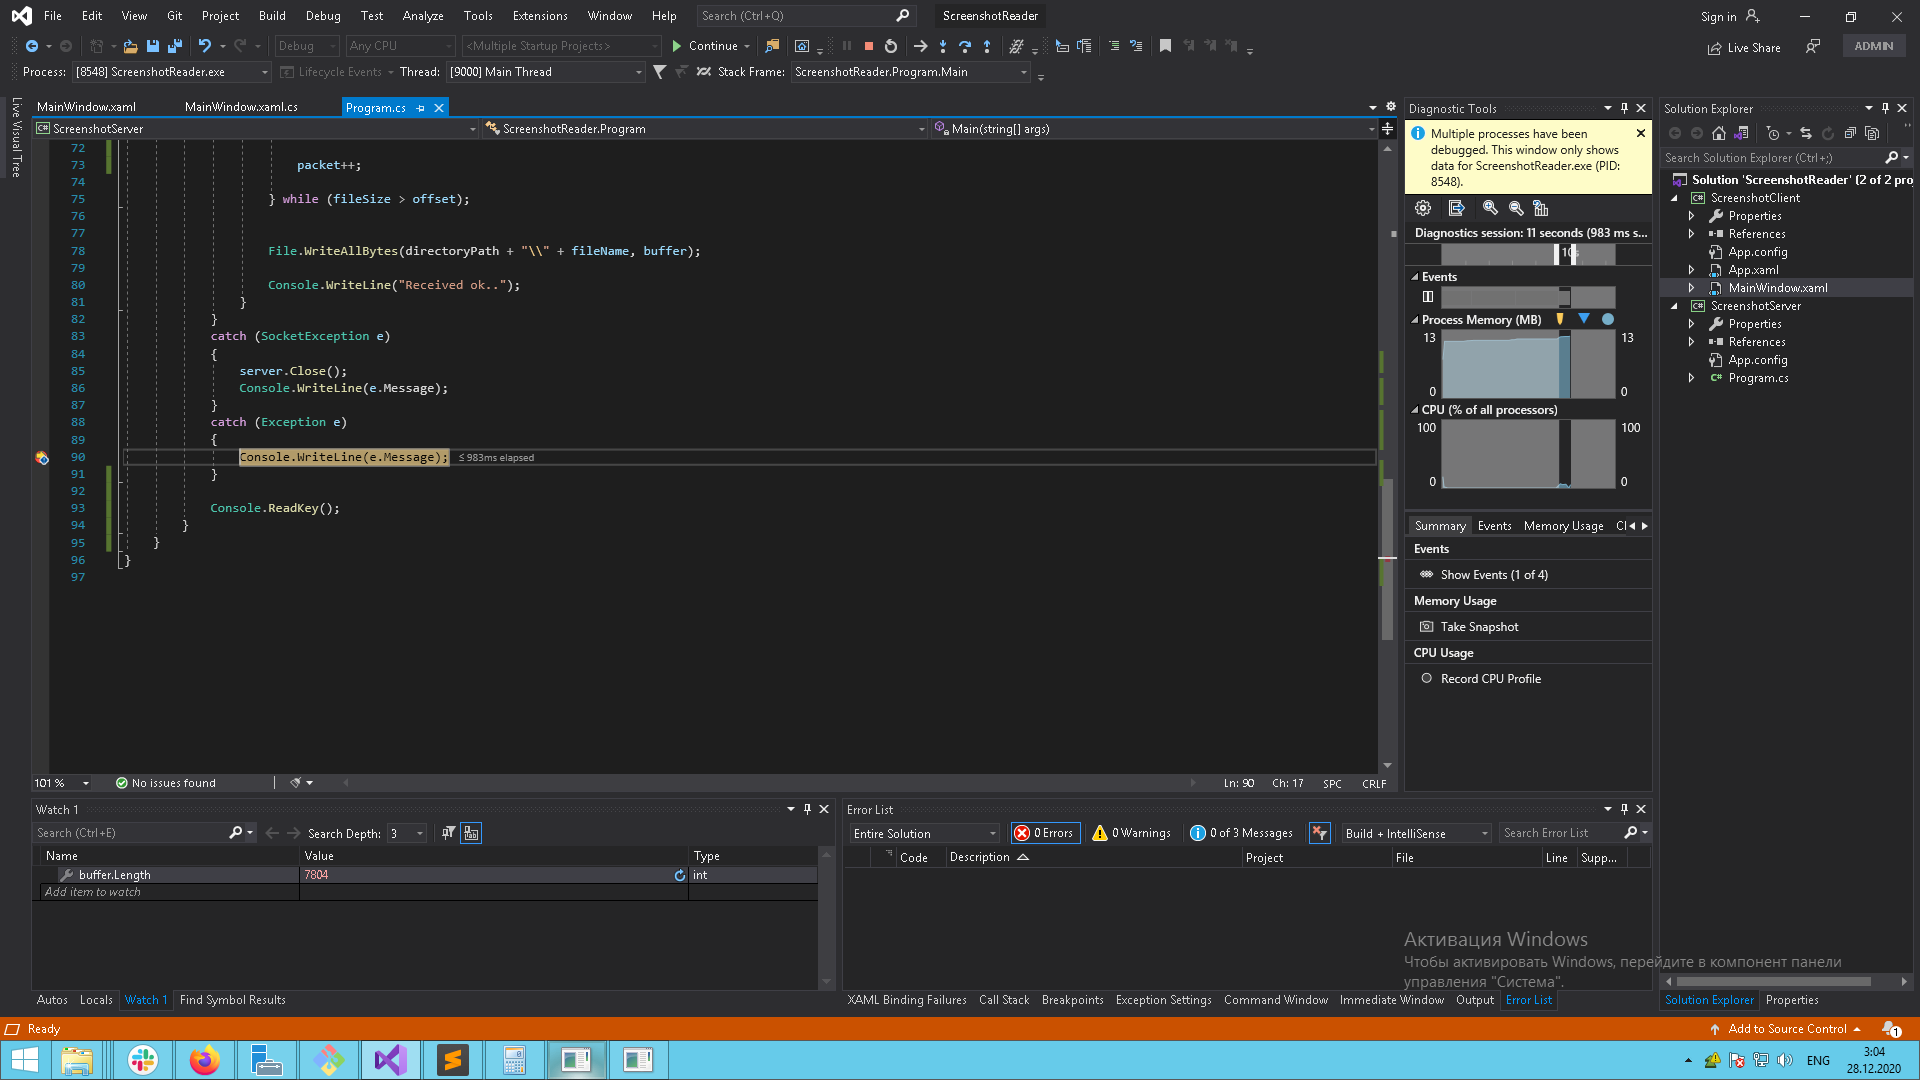 File Edit View Git Project Build Debug Test Analyze Tools Extensions Window Help Search (Ctrl+Q) ScreenshotReader Sign in
Debug Any CPU <Multiple Startup Projects> Continue Live Share ADMIN
Process: [8548] ScreenshotReader.exe Lifecycle Events Thread: [9000] Main Thread Stack Frame: ScreenshotReader.Program.Main
Live Visual Tree
MainWindow.xaml MainWindow.xaml.cs Program.cs
ScreenshotServer ScreenshotReader.Program Main(string[] args)
72
73 packet++;
74
75 } while (fileSize > offset);
76
77
78 File.WriteAllBytes(directoryPath + "\\" + fileName, buffer);
79
80 Console.WriteLine("Received ok..");
81 }
82 }
83 catch (SocketException e)
84 {
85 server.Close();
86 Console.WriteLine(e.Message);
87 }
88 catch (Exception e)
89 {
90 Console.WriteLine(e.Message); ≤ 983ms elapsed
91 }
92
93 Console.ReadKey();
94 }
95 }
96 }
97
101 % No issues found Ln: 90 Ch: 17 SPC CRLF
Diagnostic Tools
Multiple processes have been
debugged. This window only shows
data for ScreenshotReader.exe (PID:
8548).
Diagnostics session: 11 seconds (983 ms s...
Events
Process Memory (MB)
13 13
0 0
CPU (% of all processors)
100 100
0 0
Summary Events Memory Usage
Events
Show Events (1 of 4)
Memory Usage
Take Snapshot
CPU Usage
Record CPU Profile
Solution Explorer
Search Solution Explorer (Ctrl+;)
Solution 'ScreenshotReader' (2 of 2 proj
ScreenshotClient
Properties
References
App.config
App.xaml
MainWindow.xaml
ScreenshotServer
Properties
References
App.config
Program.cs
Watch 1
Search (Ctrl+E) Search Depth: 3
Name Value Type
buffer.Length 7804 int
Add item to watch
Autos Locals Watch 1 Find Symbol Results
Error List
Entire Solution 0 Errors 0 Warnings 0 of 3 Messages Build + IntelliSense Search Error List
Code Description Project File Line Supp...
Активация Windows
Чтобы активировать Windows, перейдите в компонент панели
управления "Система".
XAML Binding Failures Call Stack Breakpoints Exception Settings Command Window Immediate Window Output Error List
Solution Explorer Properties
Ready Add to Source Control 1
ENG 3:04
28.12.2020